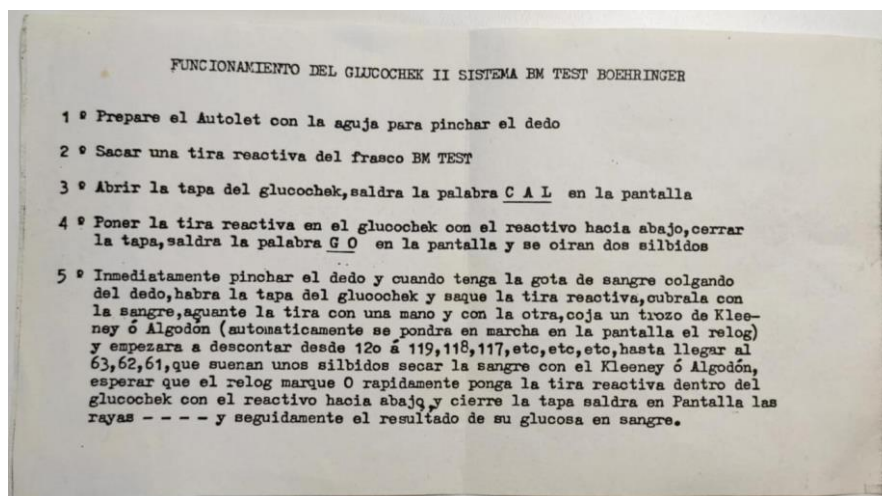 FUNCIONAMIENTO DEL GLUCOCHEK II SISTEMA BM TEST BOEHRINGER
1 º Prepare el Autolet con la aguja para pinchar el dedo
2 º Sacar una tira reactiva del frasco BM TEST
3 º Abrir la tapa del glucochek,saldra la palabra C A L en la pantalla
4 º Poner la tira reactiva en el glucochek con el reactivo hacia abajo,cerrar
la tapa,saldra la palabra G O en la pantalla y se oiran dos silbidos
5 º Inmediatamente pinchar el dedo y cuando tenga la gota de sangre colgando
del dedo,habra la tapa del glucochek y saque la tira reactiva,cubrala con
la sangre,aguante la tira con una mano y con la otra,coja un trozo de Klee-
ney ó Algodón (automaticamente se pondra en marcha en la pantalla el relog)
y empezara a descontar desde 12o á 119,118,117,etc,etc,etc,hasta llegar al
63,62,61,que suenan unos silbidos secar la sangre con el Kleeney ó Algodón,
esperar que el relog marque 0 rapidamente ponga la tira reactiva dentro del
glucochek con el reactivo hacia abajo,y cierre la tapa saldra en Pantalla las
rayas - - - - y seguidamente el resultado de su glucosa en sangre.